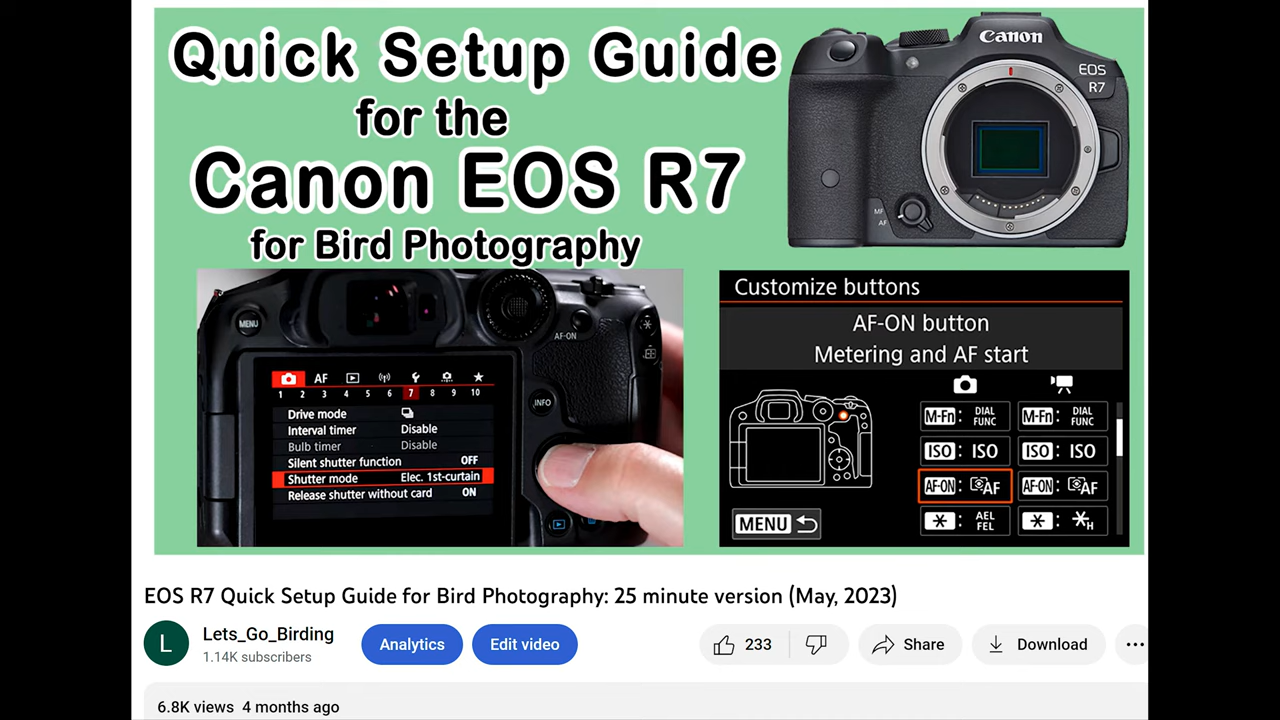 Quick Setup Guide
for the
Canon EOS R7
for Bird Photography
Canon
EOS
R7
MF
AF
MENU
AF-ON
INFO
AF
1 2 3 4 5 6 7 8 9 10
Drive mode
Interval timer Disable
Bulb timer Disable
Silent shutter function OFF
Shutter mode Elec. 1st-curtain
Release shutter without card ON
Customize buttons
AF-ON button
Metering and AF start
M-Fn : DIAL FUNC M-Fn : DIAL FUNC
ISO : ISO ISO : ISO
AF-ON : AF AF-ON : AF
* : AEL FEL * : *H
MENU
EOS R7 Quick Setup Guide for Bird Photography: 25 minute version (May, 2023)
L
Lets_Go_Birding
1.14K subscribers
Analytics
Edit video
233
Share
Download
...
6.8K views 4 months ago